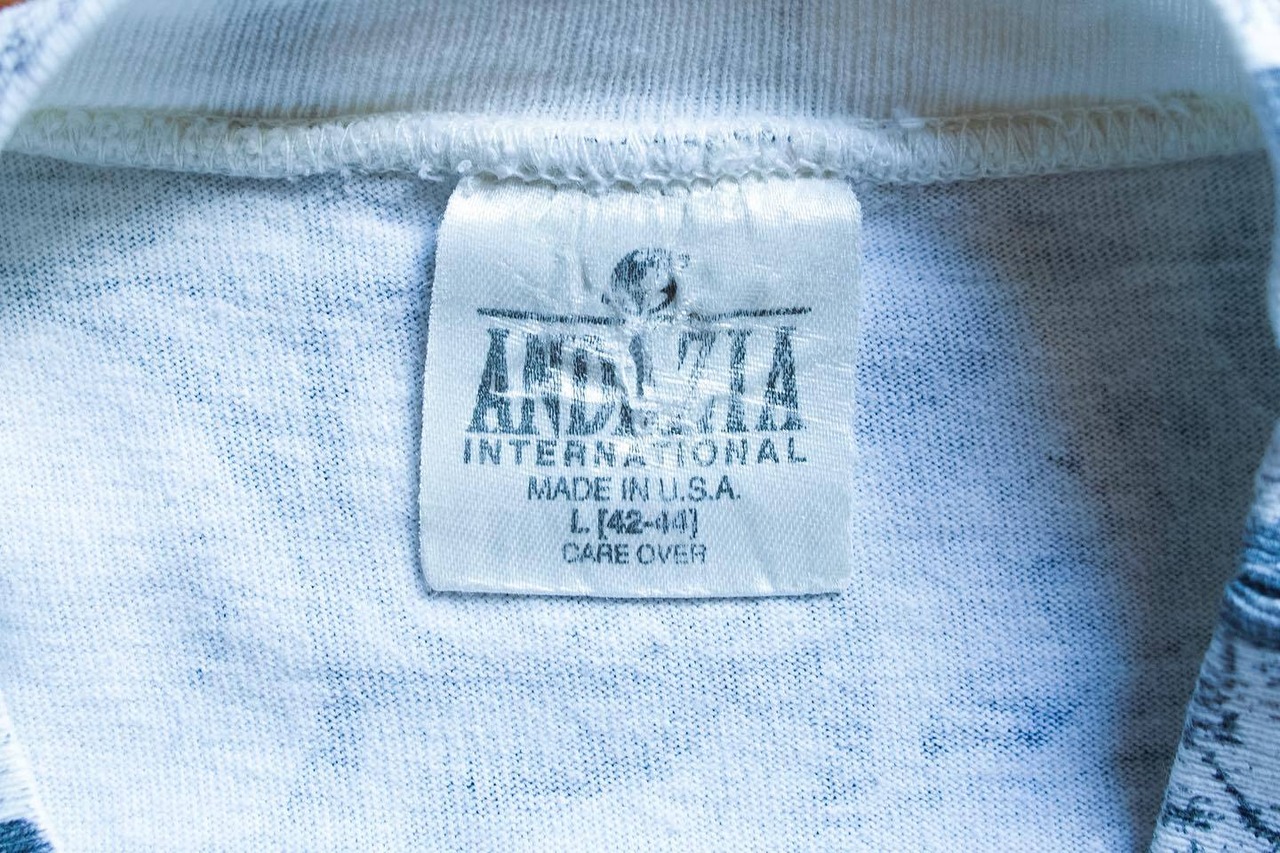 ANDAZIA
INTERNATIONAL
MADE IN U.S.A.
L [42-44]
CARE OVER